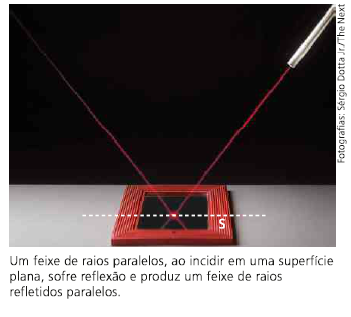 Fotografias: Sérgio Dotta Jr./The Next
S
Um feixe de raios paralelos, ao incidir em uma superfície
plana, sofre reflexão e produz um feixe de raios
refletidos paralelos.